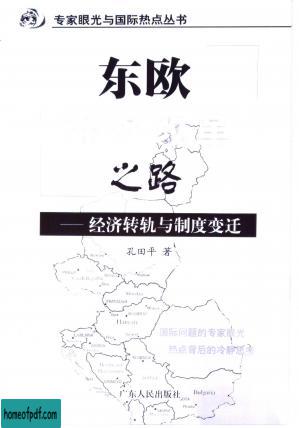 专家眼光与国际热点丛书
东欧
之路
——经济转轨与制度变迁
孔田平 著
国际问题的专家眼光
热点背后的冷静思考
Bulgaria
广东人民出版社
homeofpdf.com